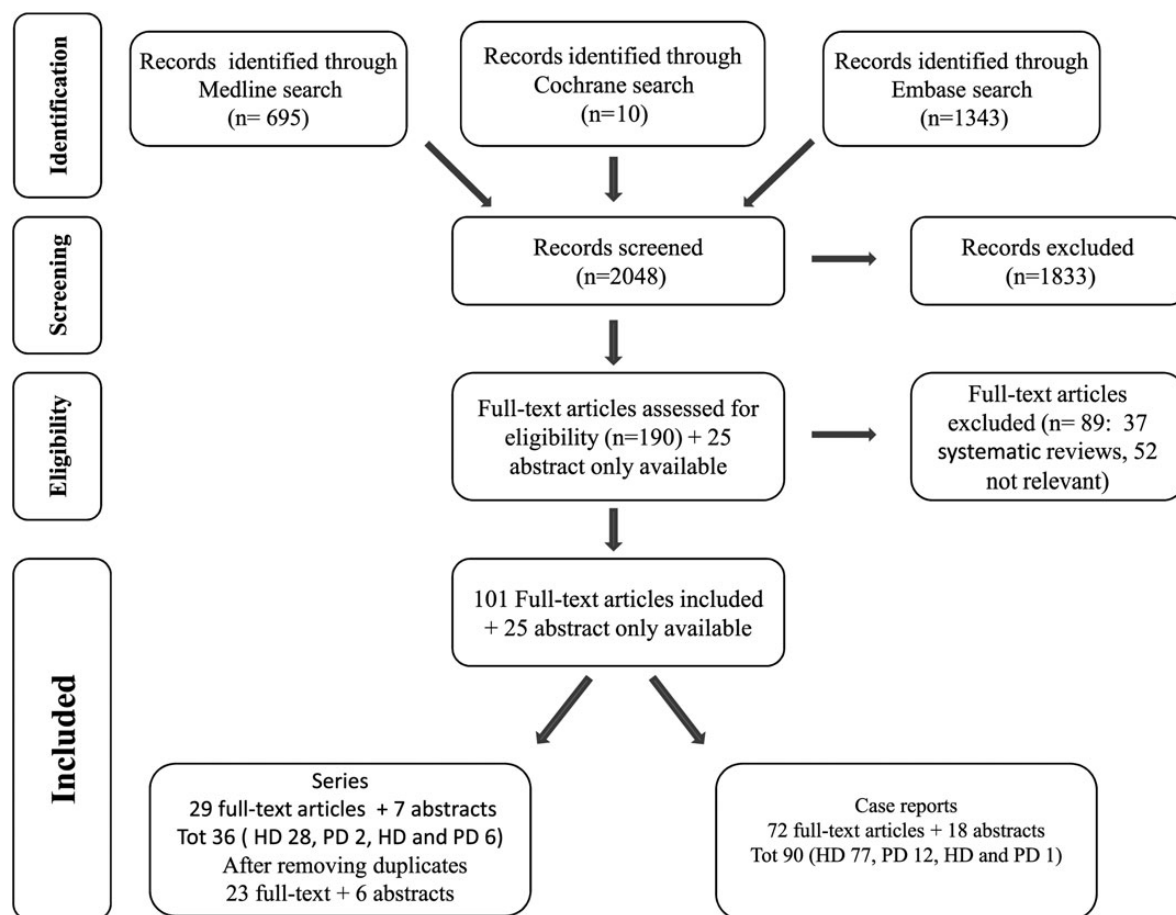 Identification
Records identified through
Medline search
(n= 695)
Records identified through
Cochrane search
(n=10)
Records identified through
Embase search
(n=1343)
Screening
Records screened
(n=2048)
Records excluded
(n=1833)
Eligibility
Full-text articles assessed for
eligibility (n=190) + 25
abstract only available
Full-text articles
excluded (n= 89: 37
systematic reviews, 52
not relevant)
Included
101 Full-text articles included
+ 25 abstract only available
Series
29 full-text articles + 7 abstracts
Tot 36 ( HD 28, PD 2, HD and PD 6)
After removing duplicates
23 full-text + 6 abstracts
Case reports
72 full-text articles + 18 abstracts
Tot 90 (HD 77, PD 12, HD and PD 1)